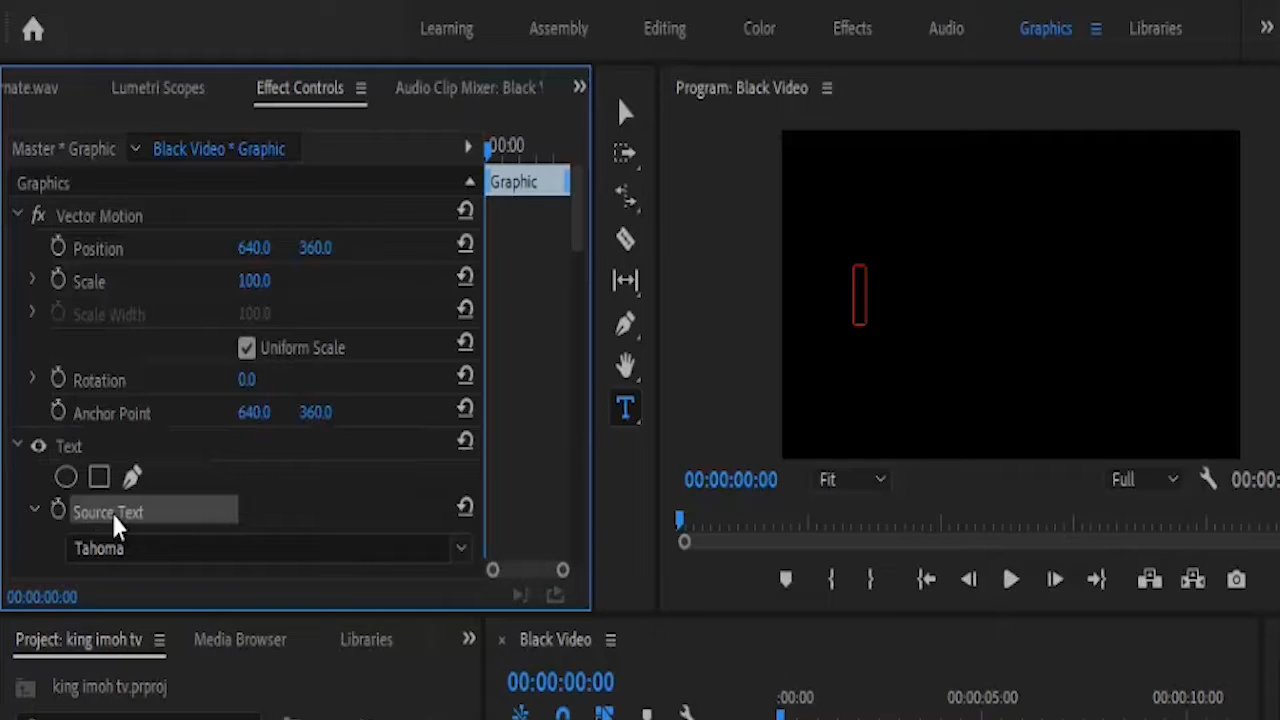 Learning Assembly Editing Color Effects Audio Graphics Libraries
nate.wav Lumetri Scopes Effect Controls Audio Clip Mixer: Black
Program: Black Video
Master * Graphic Black Video * Graphic
:00:00
Graphics
Graphic
fx Vector Motion
Position 640.0 360.0
Scale 100.0
Scale Width 100.0
Uniform Scale
Rotation 0.0
Anchor Point 640.0 360.0
Text
T
Source Text
Tahoma
00:00:00:00
00:00:00:00 Fit Full 00:00:
Project: king imoh tv Media Browser Libraries
king imoh tv.prproj
× Black Video
00:00:00:00
:00:00 00:00:05:00 00:00:10:00